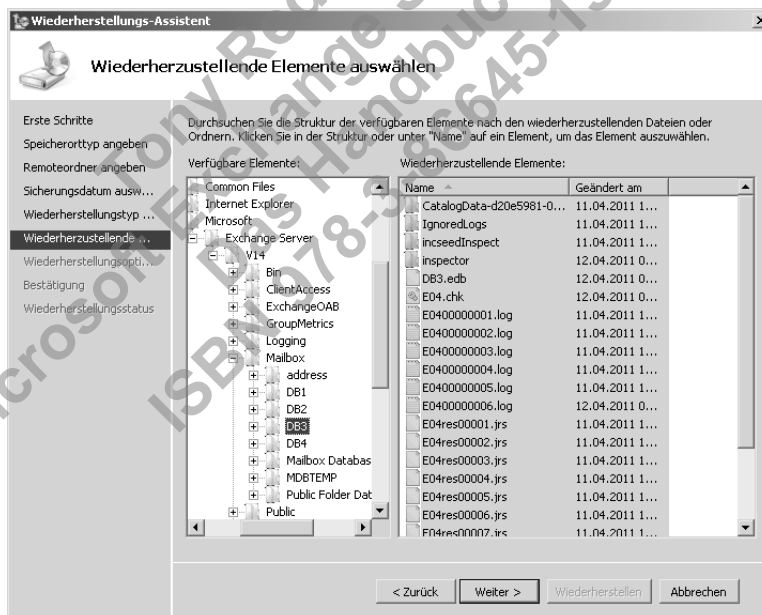 Wiederherstellungs-Assistent
Wiederherzustellende Elemente auswählen
Erste Schritte
Speicherorttyp angeben
Remoteordner angeben
Sicherungsdatum ausw...
Wiederherstellungstyp ...
Wiederherzustellende ...
Wiederherstellungsopti...
Bestätigung
Wiederherstellungsstatus
Durchsuchen Sie die Struktur der verfügbaren Elemente nach den wiederherzustellenden Dateien oder
Ordnern. Klicken Sie in der Struktur oder unter "Name" auf ein Element, um das Element auszuwählen.
Verfügbare Elemente:
Common Files
Internet Explorer
Microsoft
Exchange Server
V14
Bin
ClientAccess
ExchangeOAB
GroupMetrics
Logging
Mailbox
address
DB1
DB2
DB3
DB4
Mailbox Databas
MDBTEMP
Public Folder Dat
Public
Wiederherzustellende Elemente:
Name Geändert am
CatalogData-d20e5981-0... 11.04.2011 1...
IgnoredLogs 11.04.2011 1...
incseedInspect 11.04.2011 1...
inspector 12.04.2011 0...
DB3.edb 12.04.2011 0...
E04.chk 12.04.2011 0...
E0400000001.log 11.04.2011 1...
E0400000002.log 11.04.2011 1...
E0400000003.log 11.04.2011 1...
E0400000004.log 11.04.2011 1...
E0400000005.log 11.04.2011 1...
E0400000006.log 12.04.2011 0...
E04res00001.jrs 11.04.2011 1...
E04res00002.jrs 11.04.2011 1...
E04res00003.jrs 11.04.2011 1...
E04res00004.jrs 11.04.2011 1...
E04res00005.jrs 11.04.2011 1...
E04res00006.jrs 11.04.2011 1...
E04res00007.jrs 11.04.2011 1...
< Zurück Weiter > Wiederherstellen Abbrechen
Tony
Exchange
Das Handbuc
ISBN 978-3-86645-1